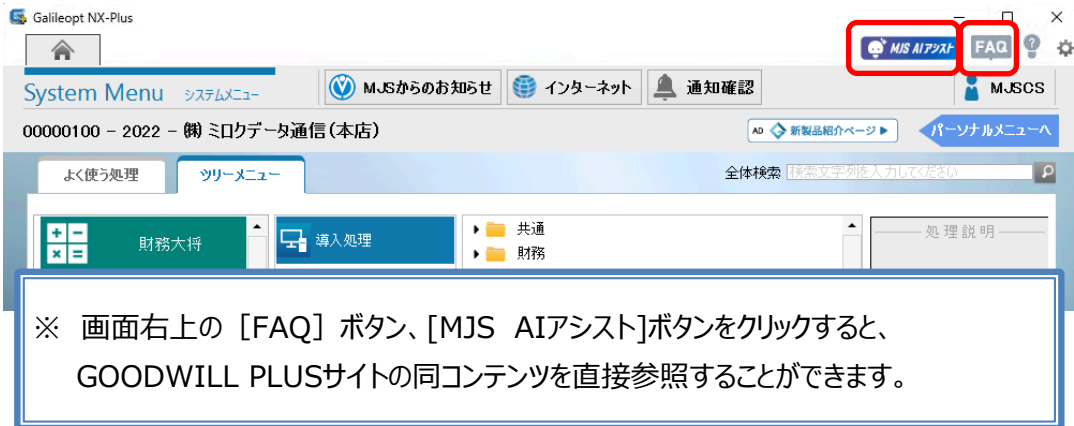 Galileopt NX-Plus
MJS AIアシスト FAQ
System Menu システムメニュー MJSからのお知らせ インターネット 通知確認 MJSCS
00000100 - 2022 - ㈱ ミロクデータ通信(本店) AD 新製品紹介ページ ▶ パーソナルメニューへ
よく使う処理 ツリーメニュー 全体検索 検索文字列を入力してください
財務大将 導入処理 共通 処理説明
財務
※ 画面右上の[FAQ]ボタン、[MJS AIアシスト]ボタンをクリックすると、
GOODWILL PLUSサイトの同コンテンツを直接参照することができます。